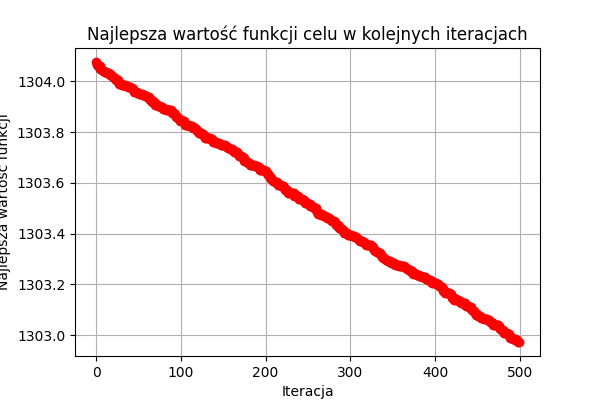 Najlepsza wartość funkcji celu w kolejnych iteracjach
Najlepsza wartość funkcji
1304.0
1303.8
1303.6
1303.4
1303.2
1303.0
0 100 200 300 400 500
Iteracja